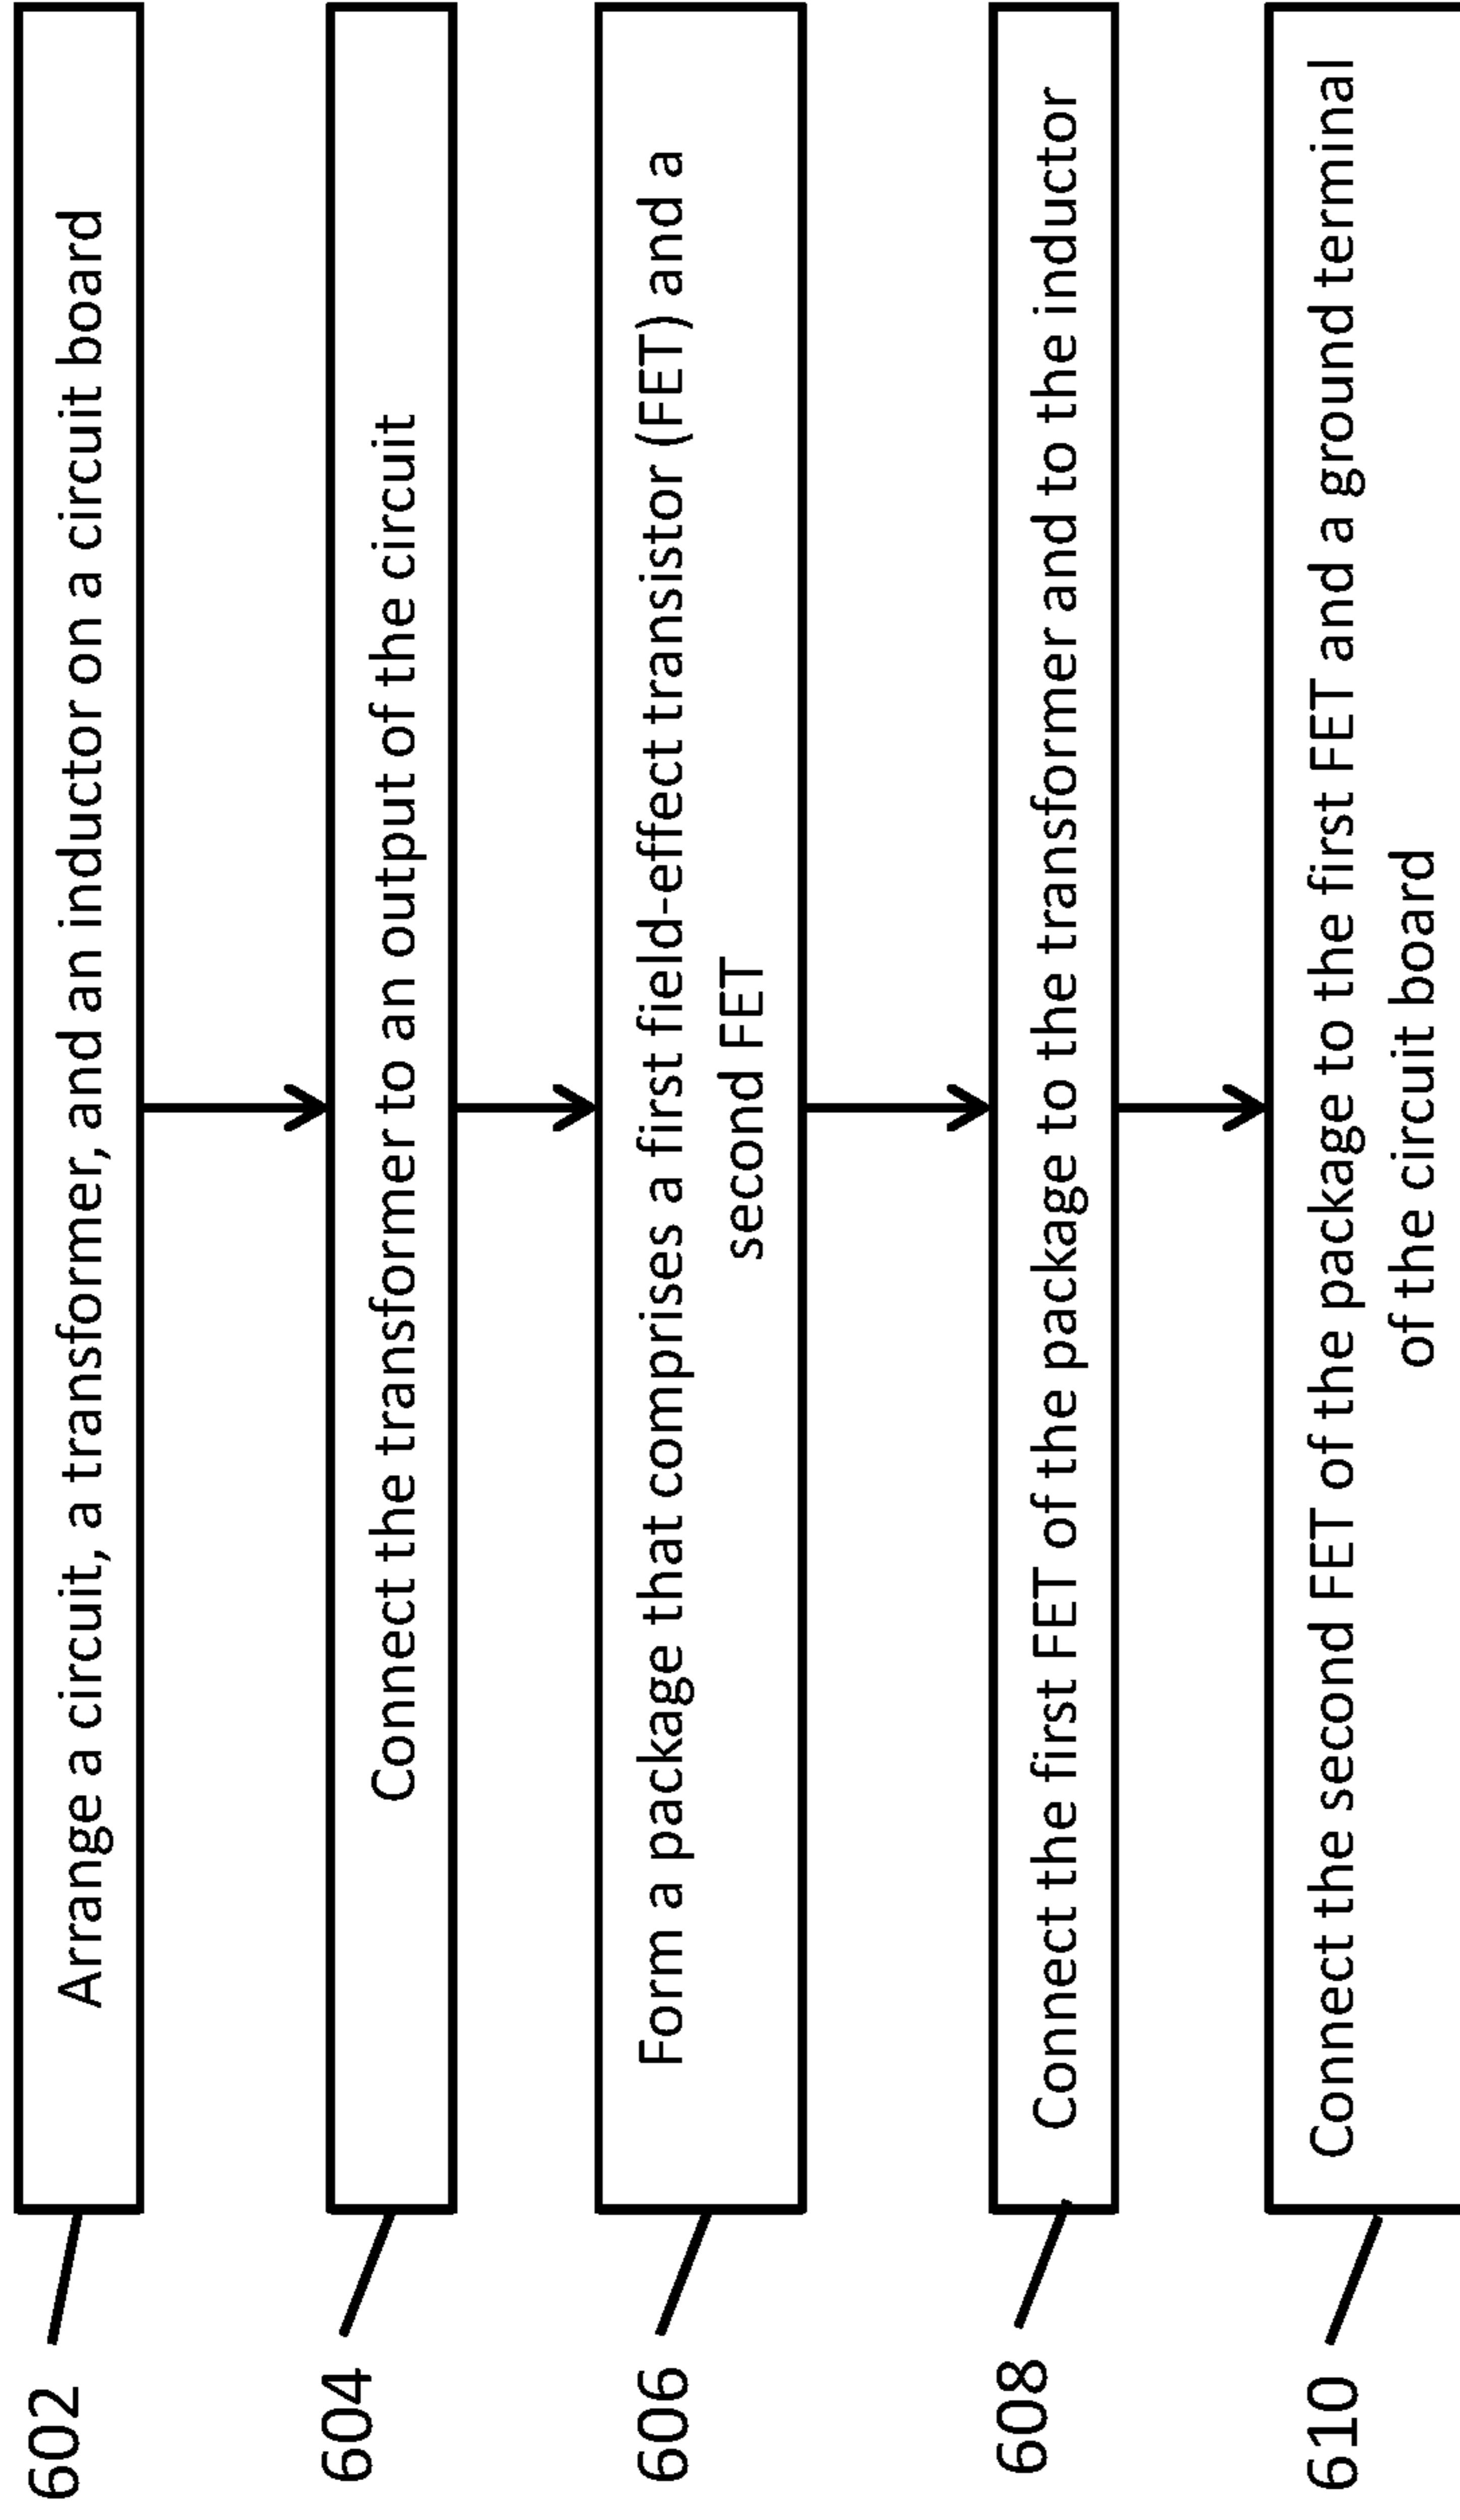 602
Arrange a circuit, a transformer, and an inductor on a circuit board
604
Connect the transformer to an output of the circuit
606
Form a package that comprises a first field-effect transistor (FET) and a
second FET
608
Connect the first FET of the package to the transformer and to the inductor
610
Connect the second FET of the package to the first FET and a ground terminal
of the circuit board